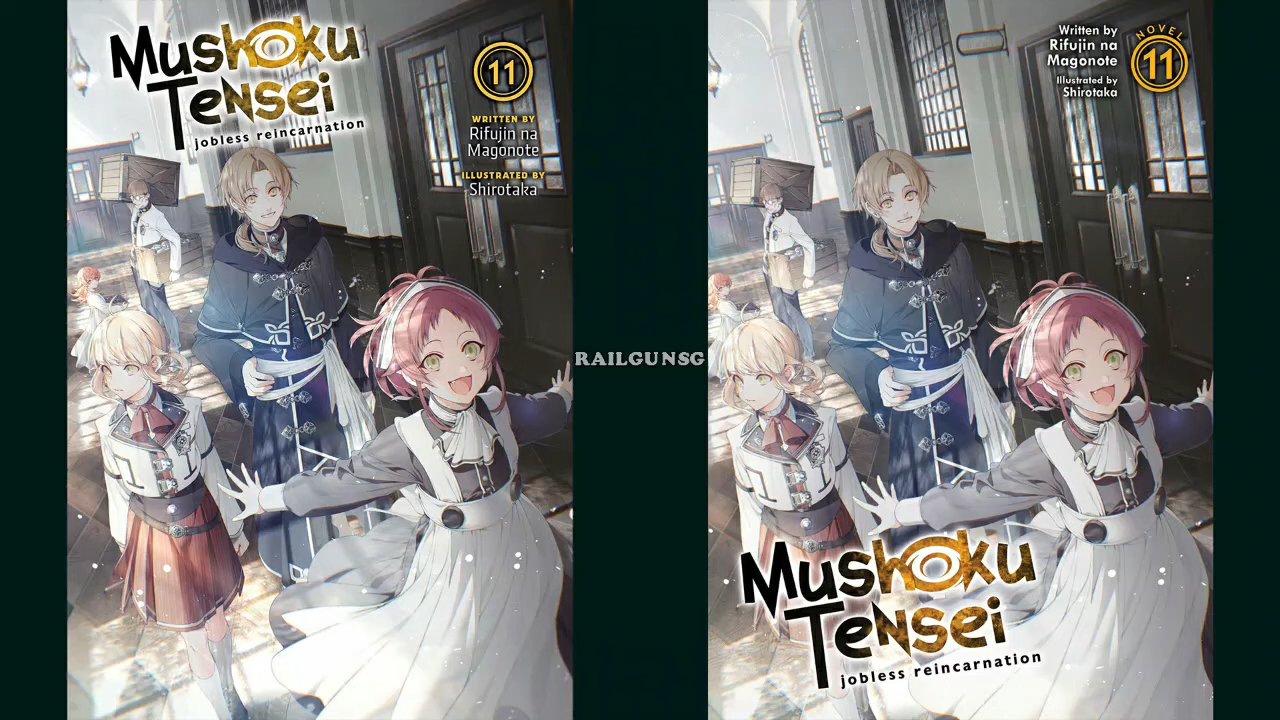 Mushoku
Tensei
jobless reincarnation
11
WRITTEN BY
Rifujin na
Magonote
ILLUSTRATED BY
Shirotaka
RAILGUNSG
Written by
Rifujin na
Magonote
Illustrated by
Shirotaka
NOVEL
11
Mushoku
Tensei
jobless reincarnation